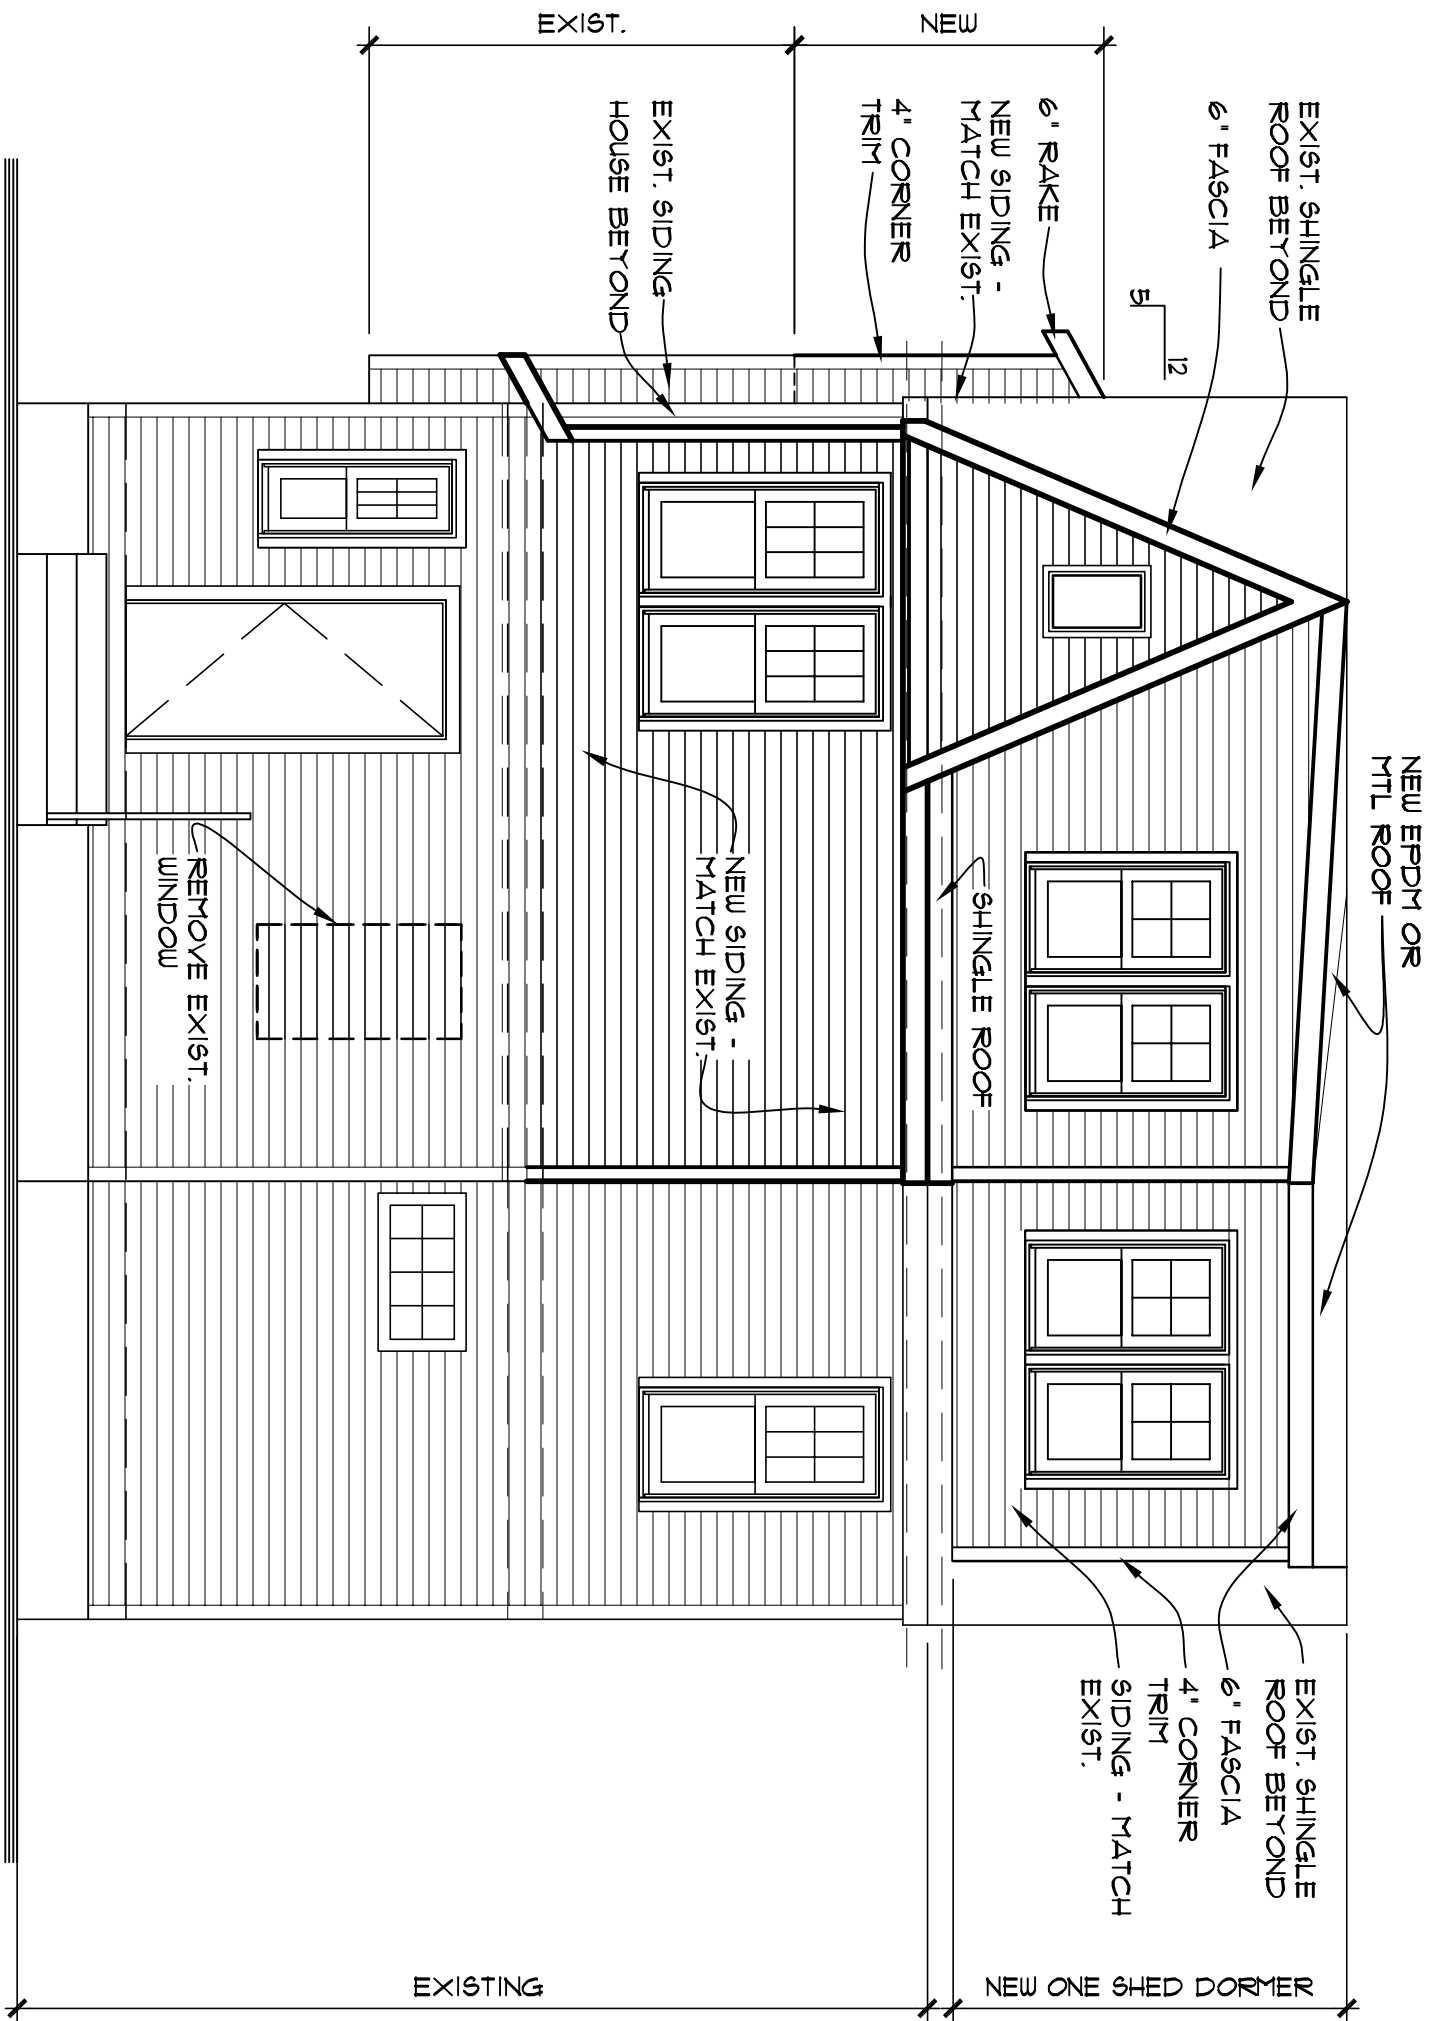 NEW EPDM OR
MTL ROOF
EXIST. SHINGLE
ROOF BEYOND
6" FASCIA
5
12
6" RAKE
NEW SIDING -
MATCH EXIST.
4" CORNER
TRIM
EXIST. SIDING
HOUSE BEYOND
NEW
EXIST.
SHINGLE ROOF
NEW SIDING -
MATCH EXIST.
REMOVE EXIST.
WINDOW
EXIST. SHINGLE
ROOF BEYOND
6" FASCIA
4" CORNER
TRIM
SIDING - MATCH
EXIST.
NEW ONE SHED DORMER
EXISTING